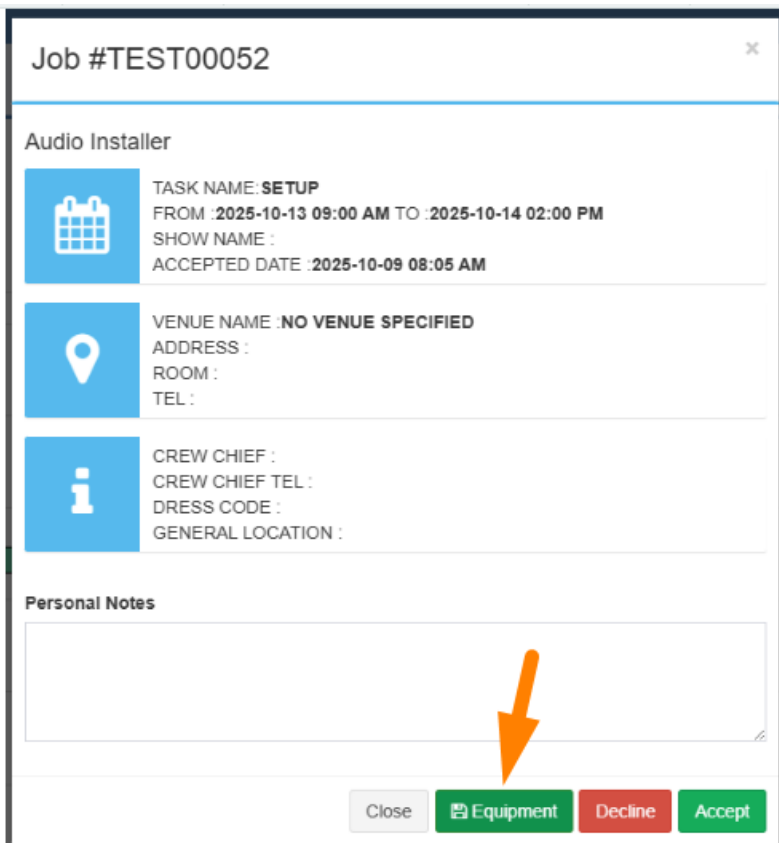 Job #TEST00052
×
Audio Installer
TASK NAME:SETUP
FROM :2025-10-13 09:00 AM TO :2025-10-14 02:00 PM
SHOW NAME :
ACCEPTED DATE :2025-10-09 08:05 AM
VENUE NAME :NO VENUE SPECIFIED
ADDRESS :
ROOM :
TEL :
CREW CHIEF :
CREW CHIEF TEL :
DRESS CODE :
GENERAL LOCATION :
Personal Notes
Close Equipment Decline Accept